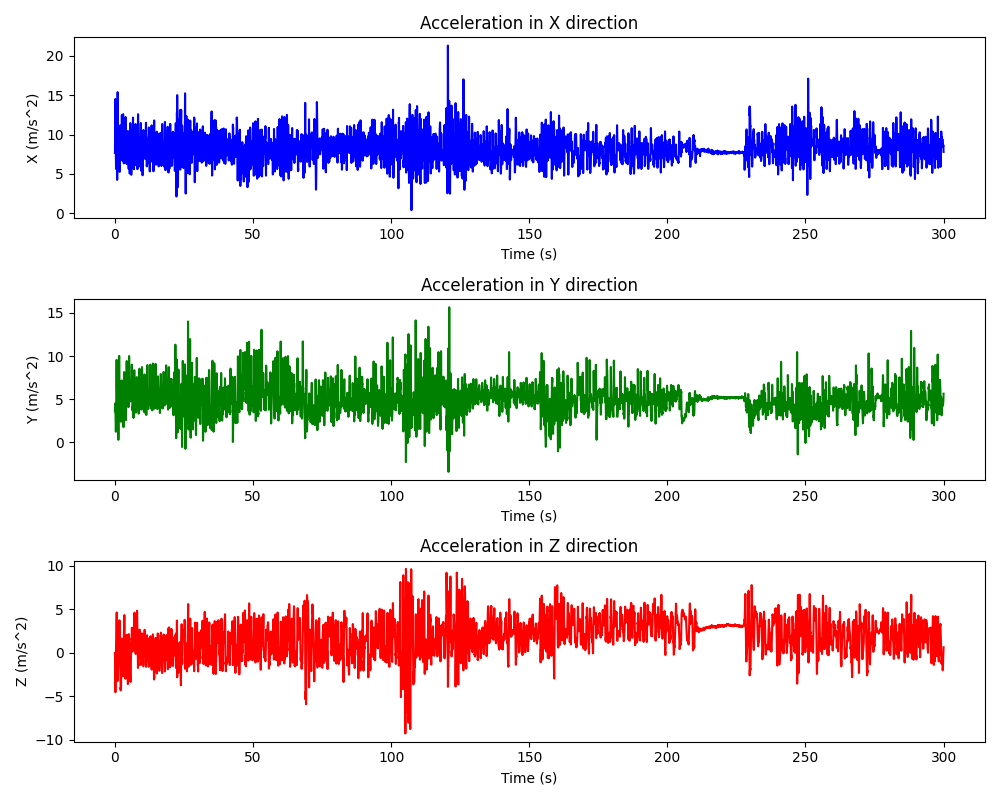 Acceleration in X direction
20
15
10
5
0
X (m/s^2)
0 50 100 150 200 250 300
Time (s)
Acceleration in Y direction
15
10
5
0
Y (m/s^2)
0 50 100 150 200 250 300
Time (s)
Acceleration in Z direction
10
5
0
−5
−10
Z (m/s^2)
0 50 100 150 200 250 300
Time (s)